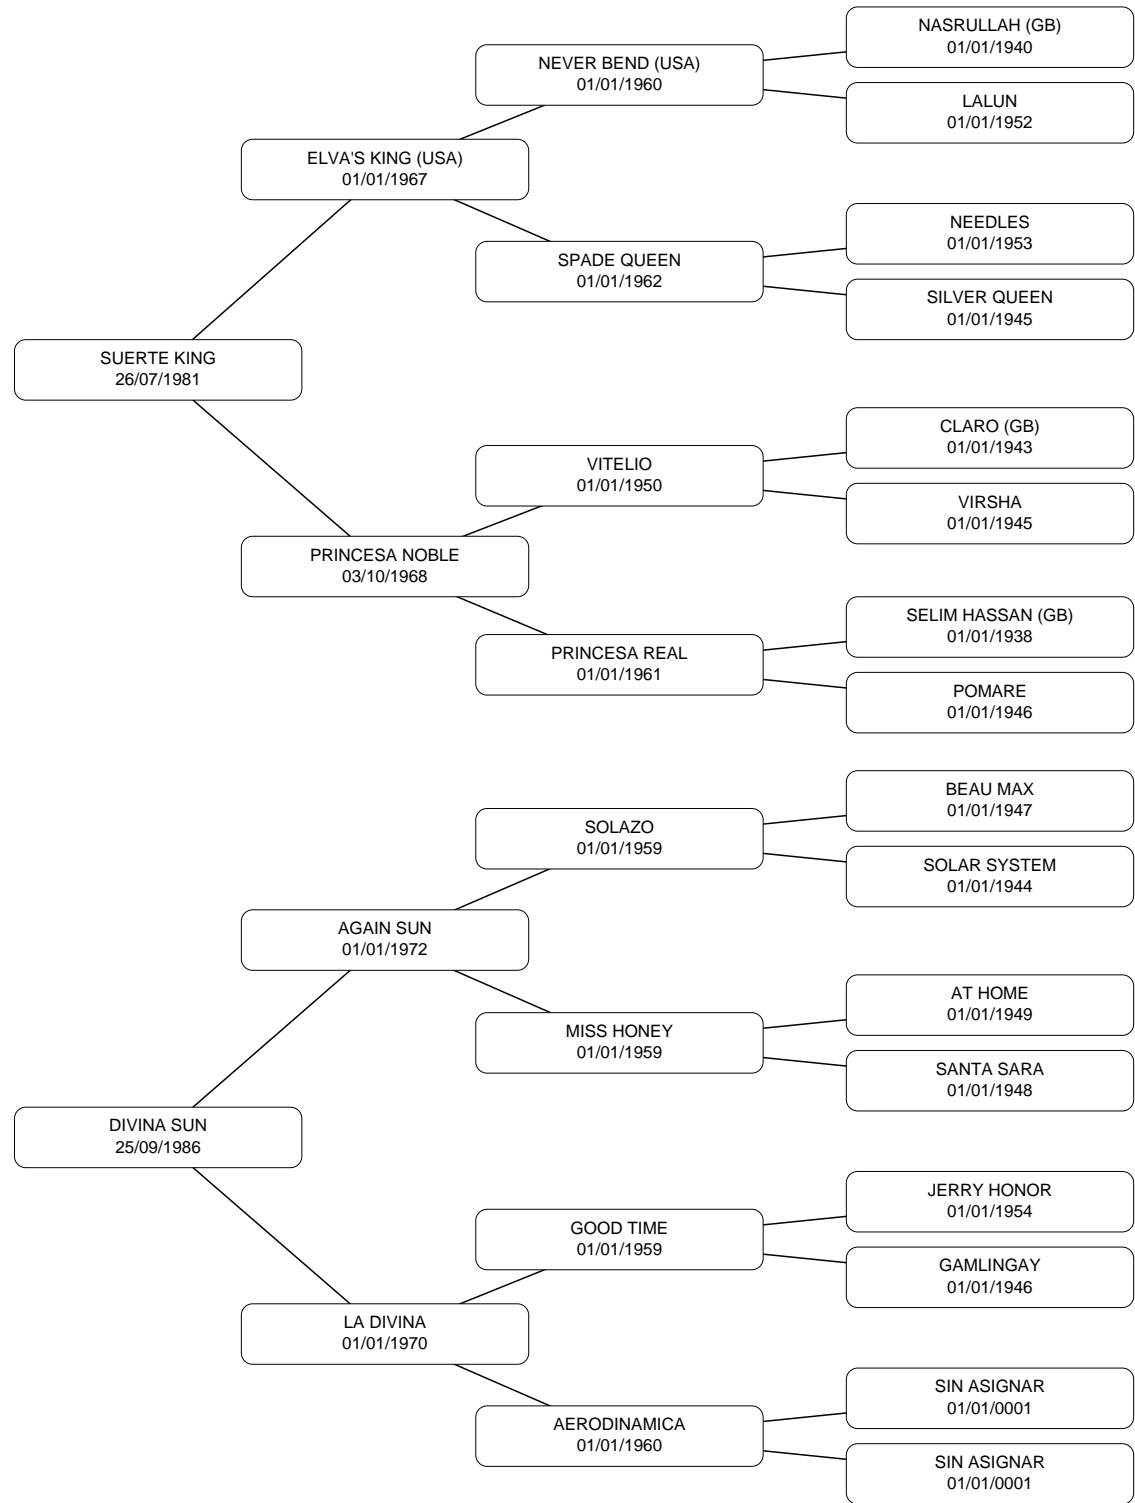 NASRULLAH (GB)
01/01/1940
NEVER BEND (USA)
01/01/1960
LALUN
01/01/1952
ELVA'S KING (USA)
01/01/1967
NEEDLES
01/01/1953
SPADE QUEEN
01/01/1962
SILVER QUEEN
01/01/1945
SUERTE KING
26/07/1981
CLARO (GB)
01/01/1943
VITELIO
01/01/1950
VIRSHA
01/01/1945
PRINCESA NOBLE
03/10/1968
SELIM HASSAN (GB)
01/01/1938
PRINCESA REAL
01/01/1961
POMARE
01/01/1946
BEAU MAX
01/01/1947
SOLAZO
01/01/1959
SOLAR SYSTEM
01/01/1944
AGAIN SUN
01/01/1972
AT HOME
01/01/1949
MISS HONEY
01/01/1959
SANTA SARA
01/01/1948
DIVINA SUN
25/09/1986
JERRY HONOR
01/01/1954
GOOD TIME
01/01/1959
GAMLINGAY
01/01/1946
LA DIVINA
01/01/1970
SIN ASIGNAR
01/01/0001
AERODINAMICA
01/01/1960
SIN ASIGNAR
01/01/0001